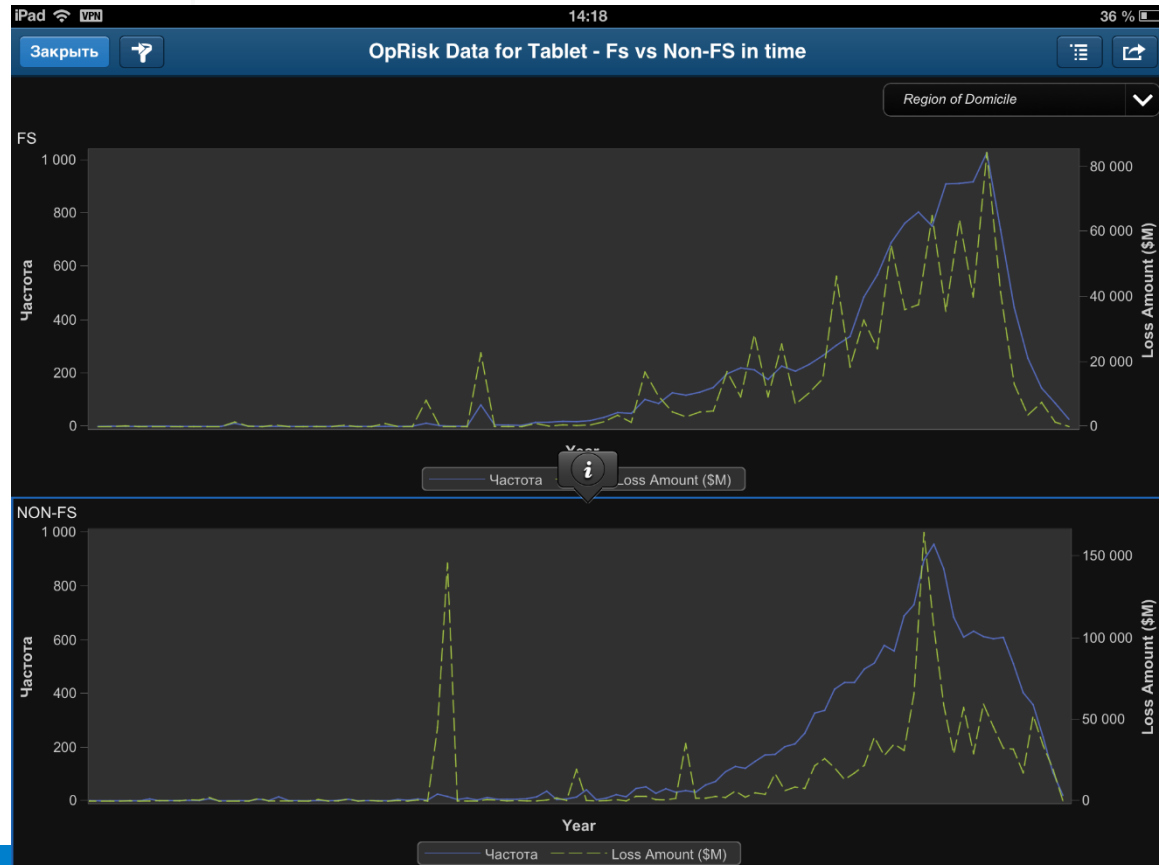 iPad VPN 14:18 36 %
Закрыть OpRisk Data for Tablet - Fs vs Non-FS in time
Region of Domicile
FS
1 000
800
600
400
200
0
Частота
80 000
60 000
40 000
20 000
0
Loss Amount ($M)
Year
Частота Loss Amount ($M)
NON-FS
1 000
800
600
400
200
0
Частота
150 000
100 000
50 000
0
Loss Amount ($M)
Year
Частота Loss Amount ($M)